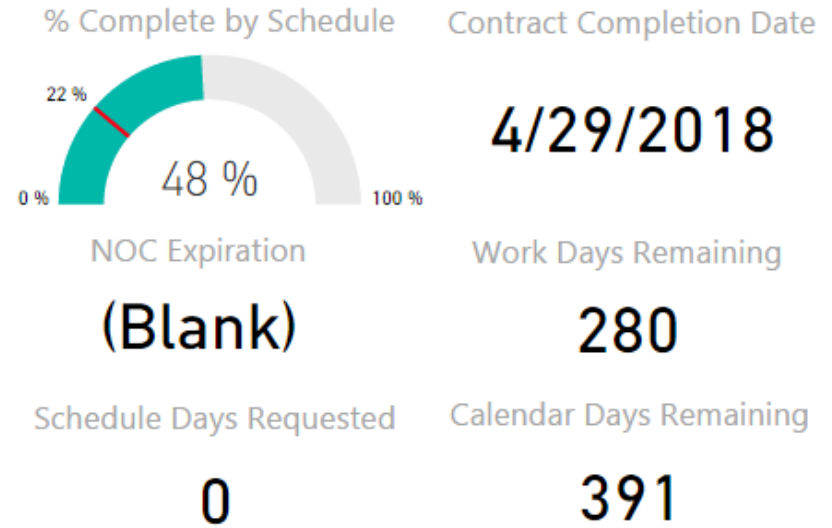 % Complete by Schedule
22 %
48 %
0 %
100 %
Contract Completion Date
4/29/2018
NOC Expiration
(Blank)
Work Days Remaining
280
Schedule Days Requested
0
Calendar Days Remaining
391